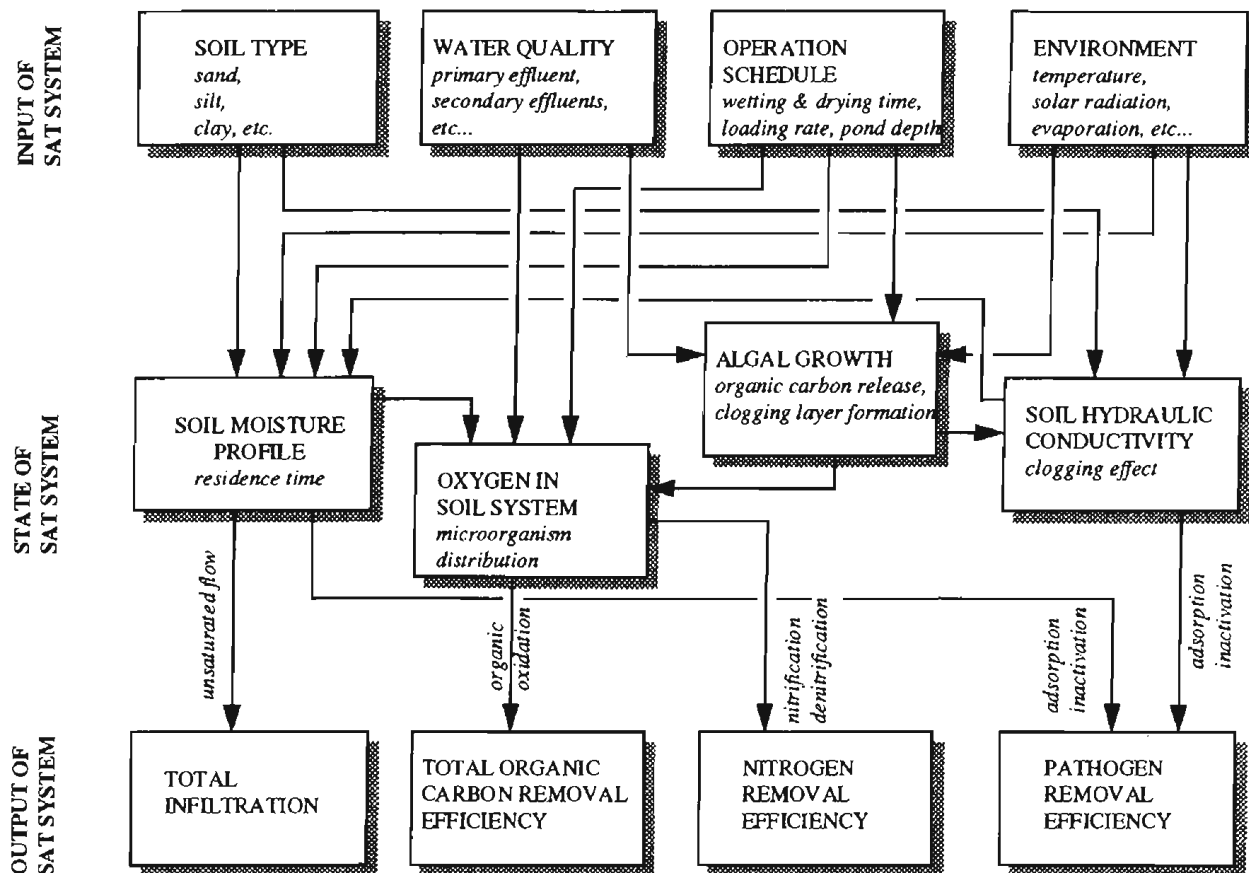 INPUT OF
SAT SYSTEM
SOIL TYPE
sand,
silt,
clay, etc.
WATER QUALITY
primary effluent,
secondary effluents,
etc...
OPERATION
SCHEDULE
wetting & drying time,
loading rate, pond depth
ENVIRONMENT
temperature,
solar radiation,
evaporation, etc...
STATE OF
SAT SYSTEM
SOIL MOISTURE
PROFILE
residence time
OXYGEN IN
SOIL SYSTEM
microorganism
distribution
ALGAL GROWTH
organic carbon release,
clogging layer formation
SOIL HYDRAULIC
CONDUCTIVITY
clogging effect
unsaturated flow
organic
oxidation
nitrification
denitrification
adsorption
inactivation
adsorption
inactivation
OUTPUT OF
SAT SYSTEM
TOTAL
INFILTRATION
TOTAL ORGANIC
CARBON REMOVAL
EFFICIENCY
NITROGEN
REMOVAL
EFFICIENCY
PATHOGEN
REMOVAL
EFFICIENCY